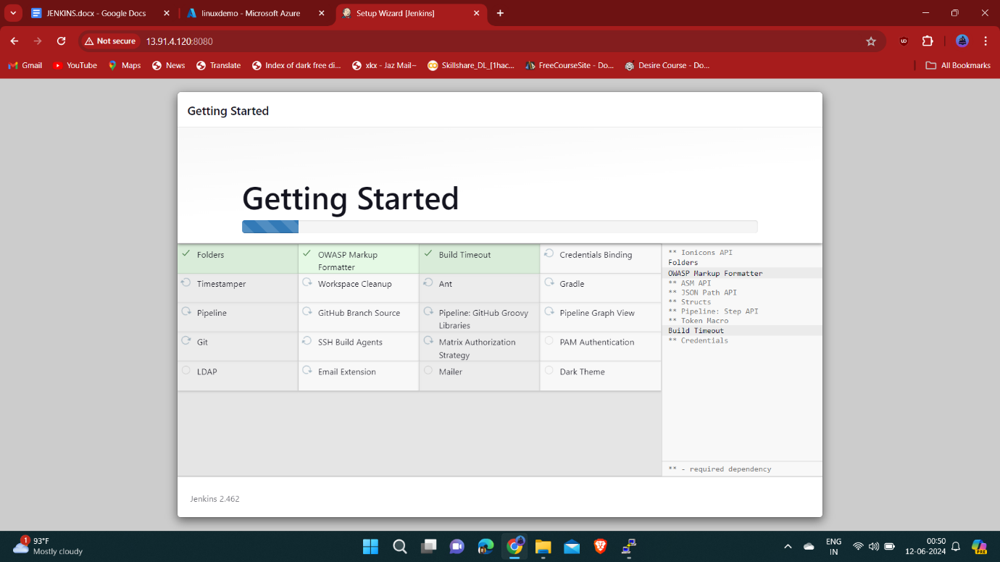 JENKINS.docx - Google Docs
linuxdemo - Microsoft Azure
Setup Wizard [Jenkins]
Not secure
13.91.4.120:8080
Gmail
YouTube
Maps
News
Translate
Index of dark free di...
xkx - Jaz Mail~
Skillshare_DL_[1hac...
FreeCourseSite - Do...
Desire Course - Do...
All Bookmarks
Getting Started
Getting Started
Folders
OWASP Markup
Formatter
Build Timeout
Credentials Binding
Timestamper
Workspace Cleanup
Ant
Gradle
Pipeline
GitHub Branch Source
Pipeline: GitHub Groovy
Libraries
Pipeline Graph View
Git
SSH Build Agents
Matrix Authorization
Strategy
PAM Authentication
LDAP
Email Extension
Mailer
Dark Theme
** Ionicons API
Folders
OWASP Markup Formatter
** ASM API
** JSON Path API
** Structs
** Pipeline: Step API
** Token Macro
Build Timeout
** Credentials
** - required dependency
Jenkins 2.462
1
93°F
Mostly cloudy
ENG
IN
00:50
12-06-2024
PRE